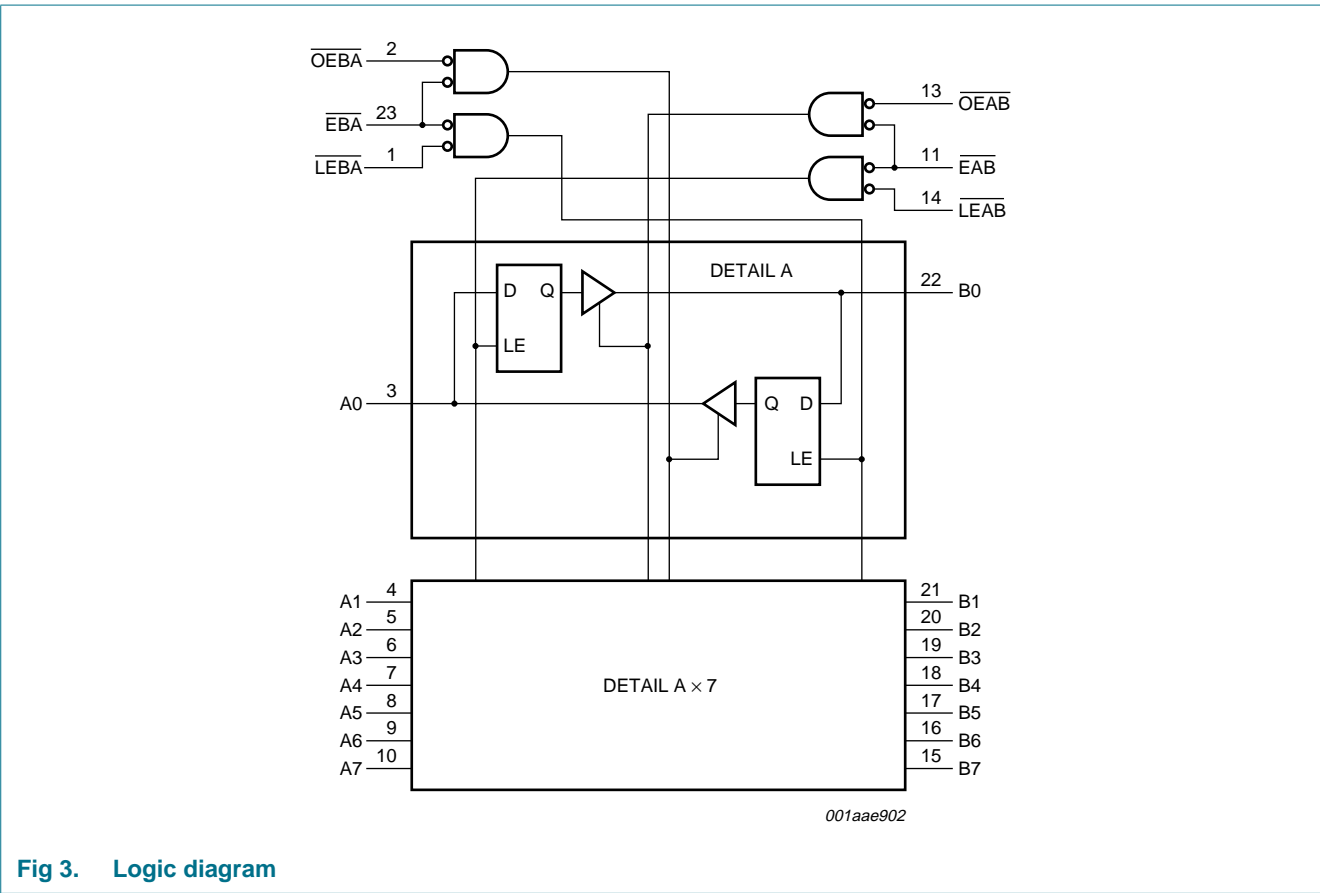 OEBA 2
EBA 23
LEBA 1
13 OEAB
11 EAB
14 LEAB
DETAIL A
D Q
LE
22 B0
A0 3
Q D
LE
A1 4
A2 5
A3 6
A4 7
A5 8
A6 9
A7 10
DETAIL A × 7
21 B1
20 B2
19 B3
18 B4
17 B5
16 B6
15 B7
001aae902
Fig 3. Logic diagram